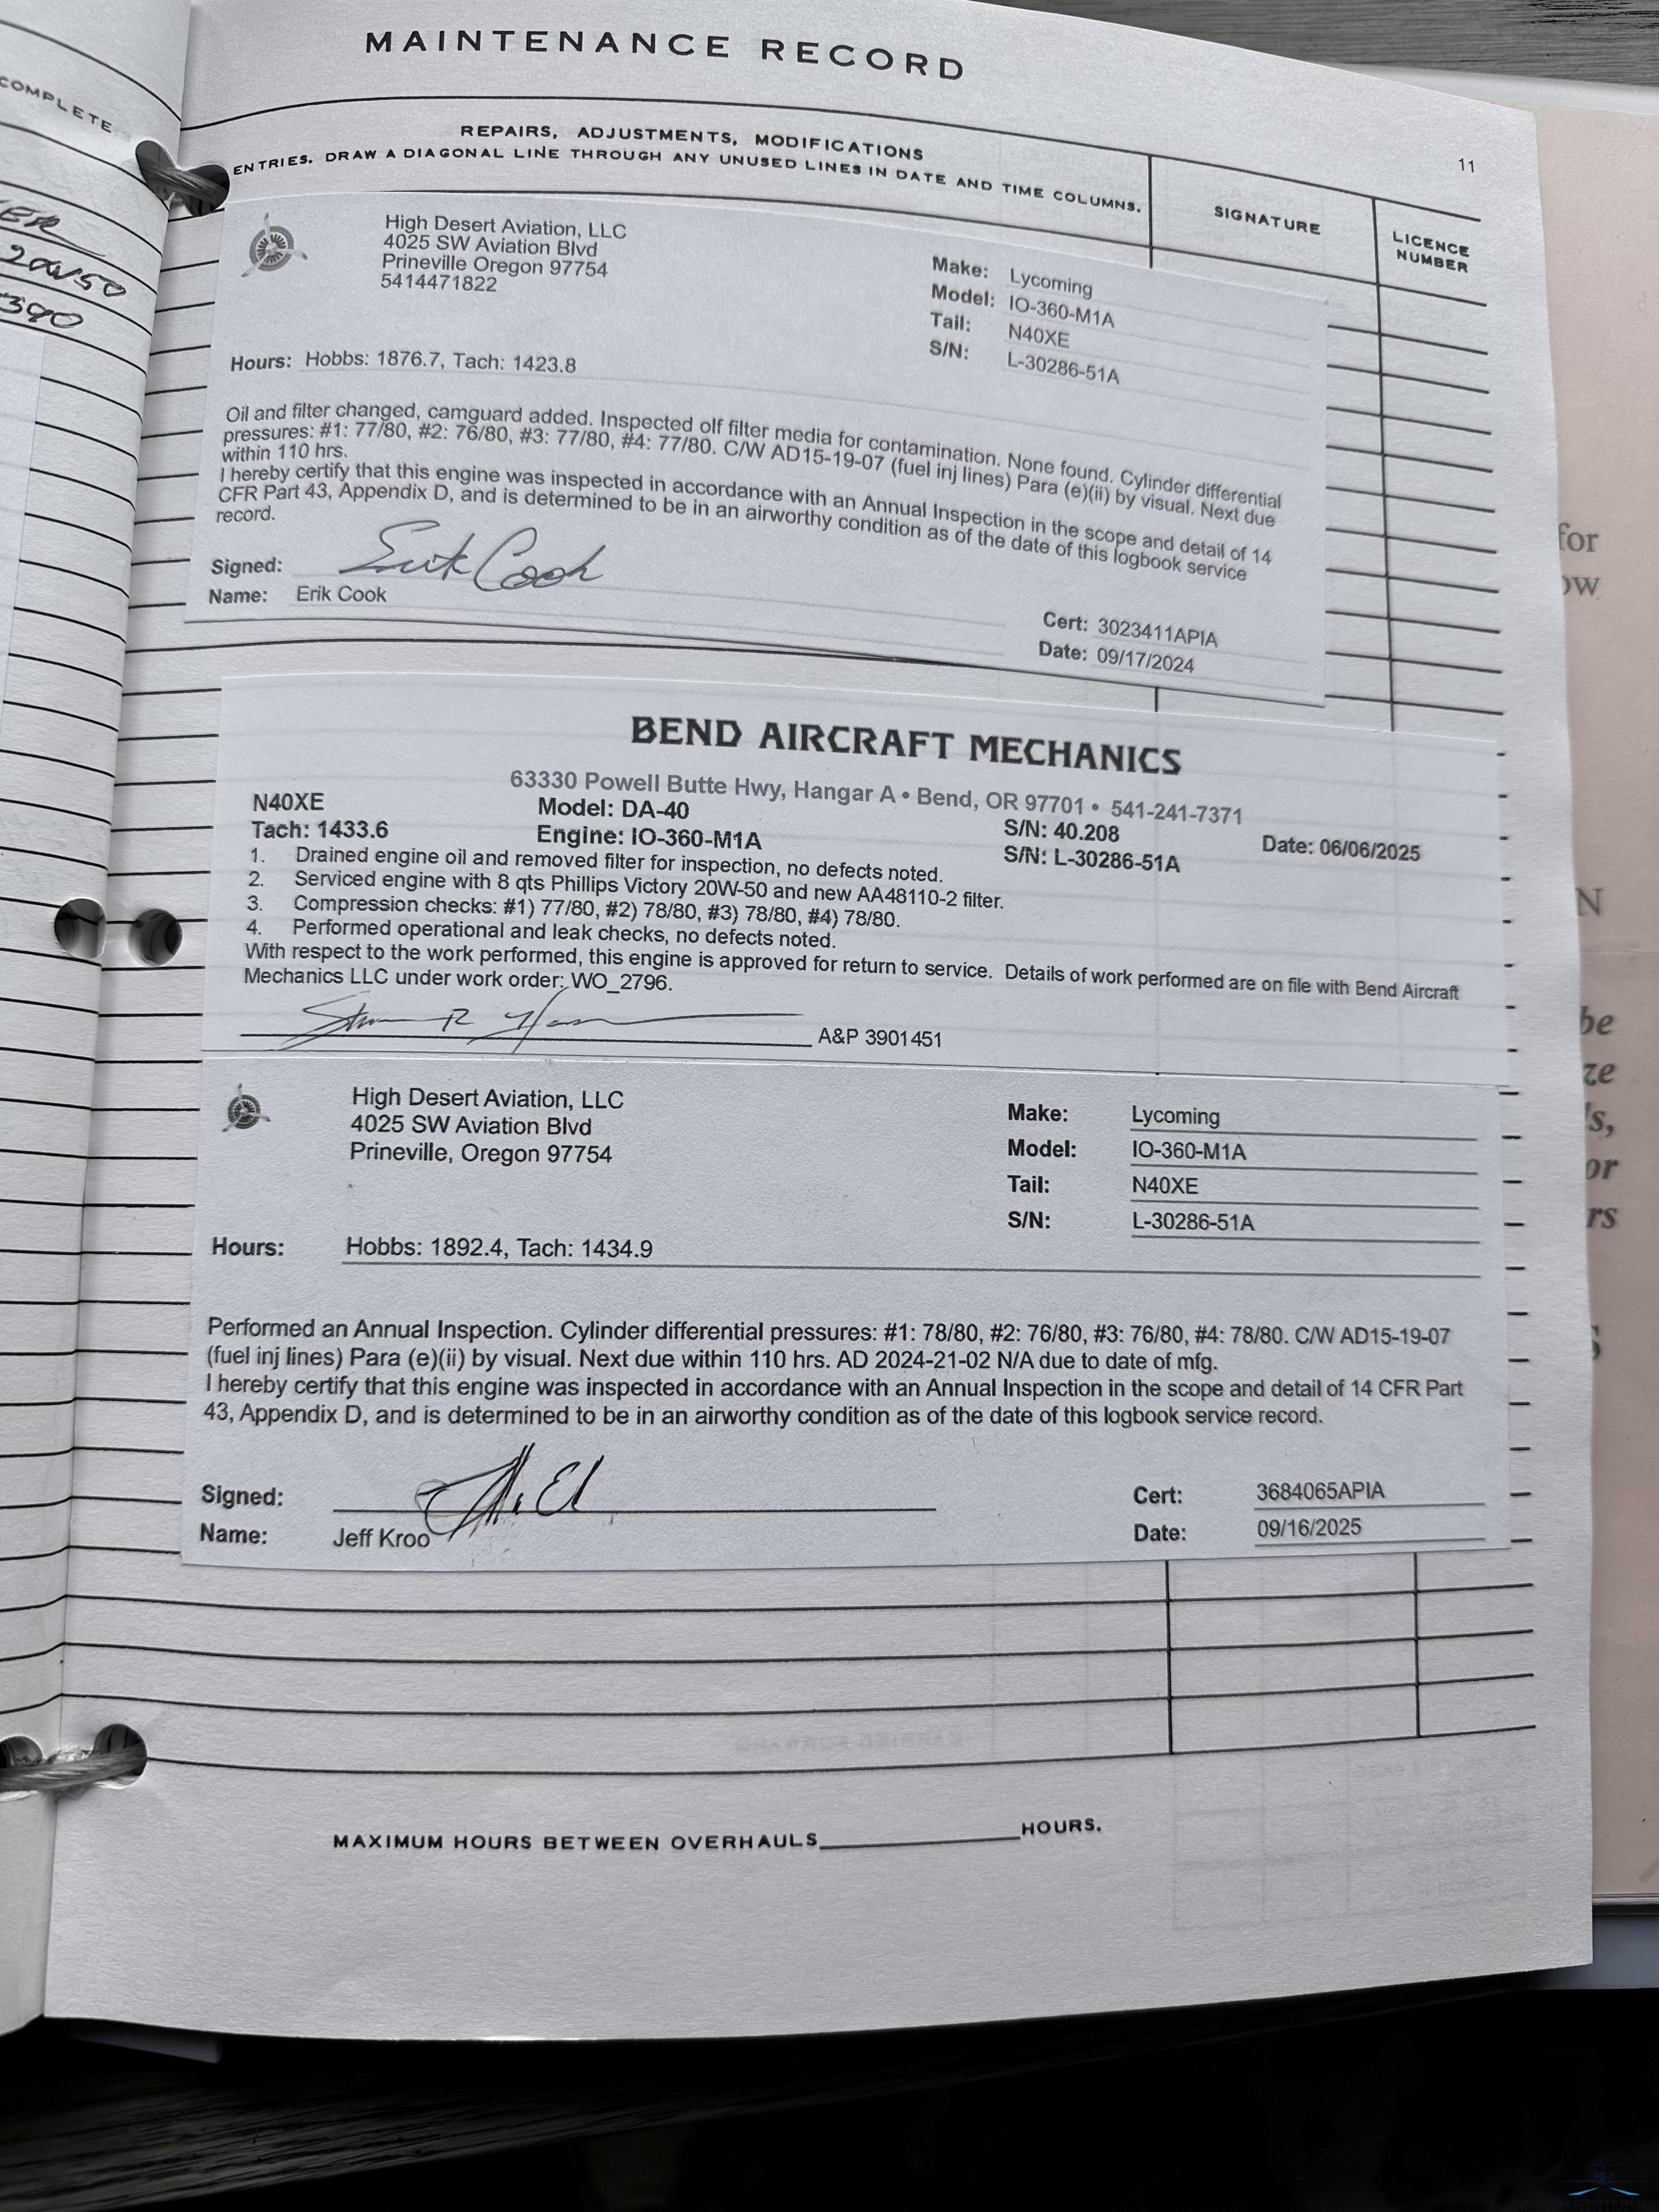 COMPLETE
20W50
390
MAINTENANCE RECORD
11
REPAIRS, ADJUSTMENTS, MODIFICATIONS
ENTRIES. DRAW A DIAGONAL LINE THROUGH ANY UNUSED LINES IN DATE AND TIME COLUMNS.
SIGNATURE
LICENCE
NUMBER
High Desert Aviation, LLC
4025 SW Aviation Blvd
Prineville Oregon 97754
5414471822
Make: Lycoming
Model: IO-360-M1A
Tail: N40XE
S/N: L-30286-51A
Hours: Hobbs: 1876.7, Tach: 1423.8
Oil and filter changed, camguard added. Inspected olf filter media for contamination. None found. Cylinder differential
pressures: #1: 77/80, #2: 76/80, #3: 77/80, #4: 77/80. C/W AD15-19-07 (fuel inj lines) Para (e)(ii) by visual. Next due
within 110 hrs.
I hereby certify that this engine was inspected in accordance with an Annual Inspection in the scope and detail of 14
CFR Part 43, Appendix D, and is determined to be in an airworthy condition as of the date of this logbook service
record.
Signed: Erik Cook
Name: Erik Cook
Cert: 3023411APIA
Date: 09/17/2024
BEND AIRCRAFT MECHANICS
63330 Powell Butte Hwy, Hangar A • Bend, OR 97701 • 541-241-7371
N40XE Model: DA-40 S/N: 40.208 Date: 06/06/2025
Tach: 1433.6 Engine: IO-360-M1A S/N: L-30286-51A
1. Drained engine oil and removed filter for inspection, no defects noted.
2. Serviced engine with 8 qts Phillips Victory 20W-50 and new AA48110-2 filter.
3. Compression checks: #1) 77/80, #2) 78/80, #3) 78/80, #4) 78/80.
4. Performed operational and leak checks, no defects noted.
With respect to the work performed, this engine is approved for return to service. Details of work performed are on file with Bend Aircraft
Mechanics LLC under work order: WO_2796.
A&P 3901451
High Desert Aviation, LLC
4025 SW Aviation Blvd
Prineville, Oregon 97754
Make: Lycoming
Model: IO-360-M1A
Tail: N40XE
S/N: L-30286-51A
Hours: Hobbs: 1892.4, Tach: 1434.9
Performed an Annual Inspection. Cylinder differential pressures: #1: 78/80, #2: 76/80, #3: 76/80, #4: 78/80. C/W AD15-19-07
(fuel inj lines) Para (e)(ii) by visual. Next due within 110 hrs. AD 2024-21-02 N/A due to date of mfg.
I hereby certify that this engine was inspected in accordance with an Annual Inspection in the scope and detail of 14 CFR Part
43, Appendix D, and is determined to be in an airworthy condition as of the date of this logbook service record.
Signed:
Name: Jeff Kroo
Cert: 3684065APIA
Date: 09/16/2025
MAXIMUM HOURS BETWEEN OVERHAULS HOURS.
for
ow
N
be
ze
ls,
or
rs